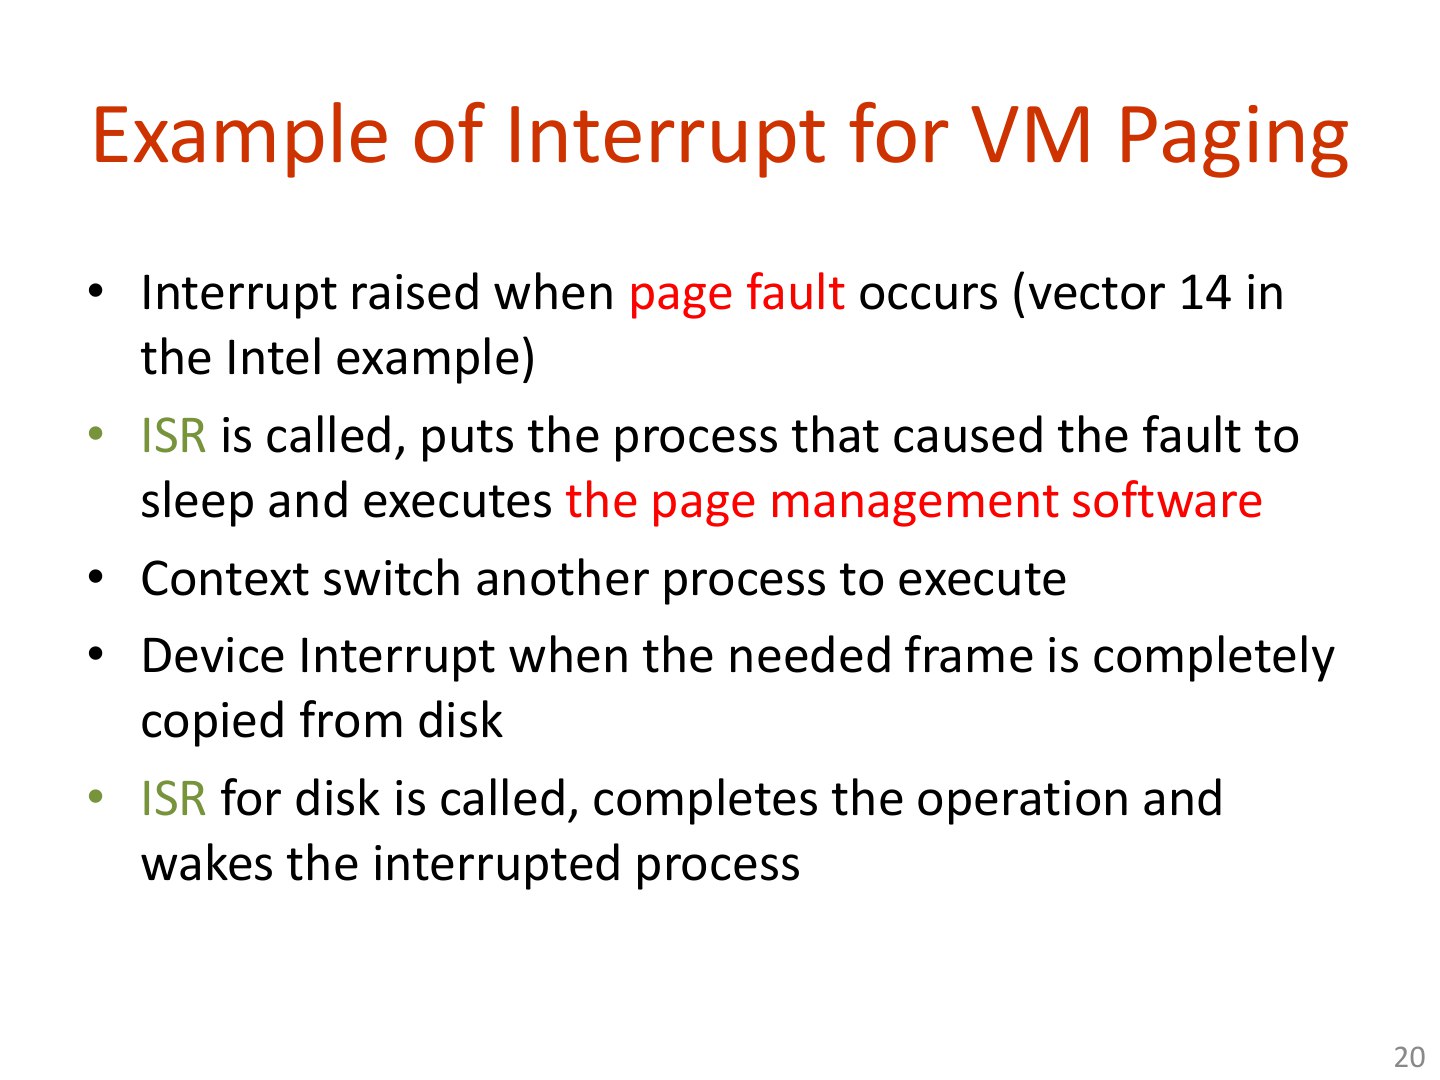 Example of Interrupt for VM Paging
• Interrupt raised when page fault occurs (vector 14 in
the Intel example)
• ISR is called, puts the process that caused the fault to
sleep and executes the page management software
• Context switch another process to execute
• Device Interrupt when the needed frame is completely
copied from disk
• ISR for disk is called, completes the operation and
wakes the interrupted process
20